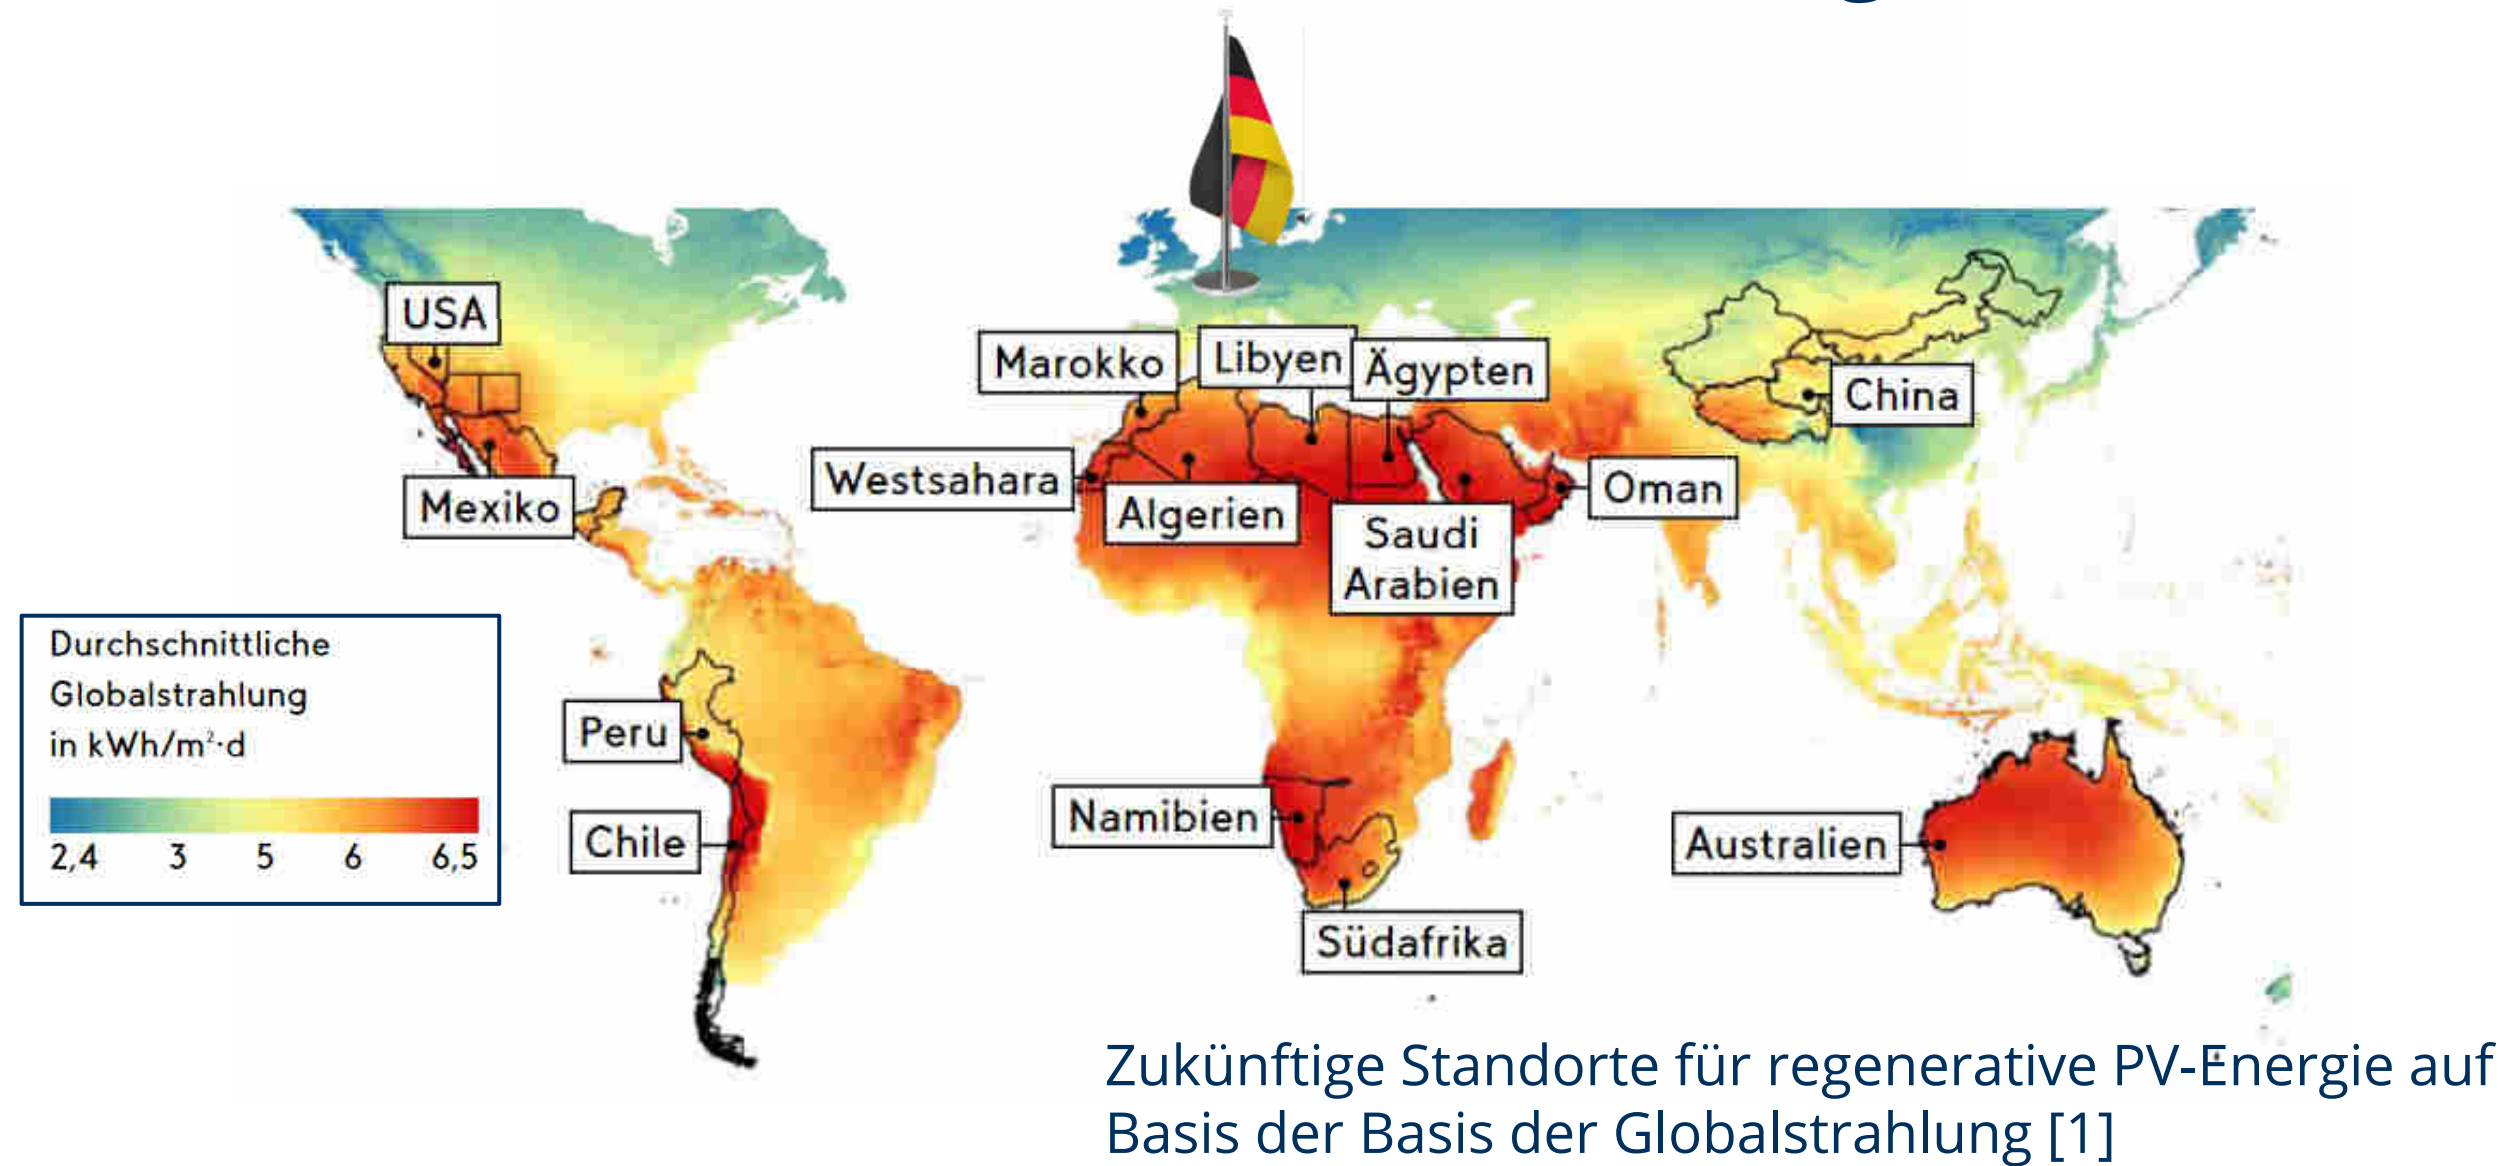 USA
Marokko
Libyen
Ägypten
China
Westsahara
Mexiko
Algerien
Oman
Saudi
Arabien
Durchschnittliche
Globalstrahlung
in kWh/m²·d
2,4 3 5 6 6,5
Peru
Chile
Namibien
Australien
Südafrika
Zukünftige Standorte für regenerative PV-Energie auf
Basis der Basis der Globalstrahlung [1]